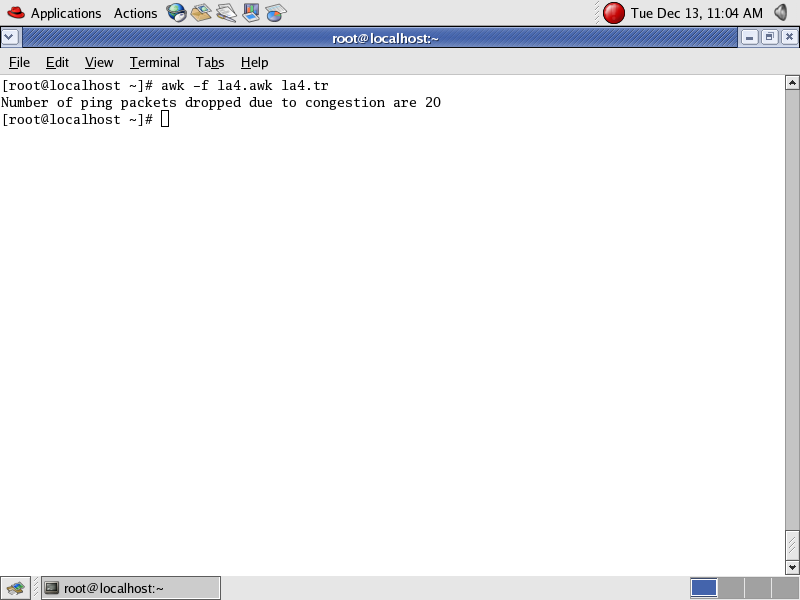 Applications Actions Tue Dec 13, 11:04 AM
root@localhost:~
File Edit View Terminal Tabs Help
[root@localhost ~]# awk -f la4.awk la4.tr
Number of ping packets dropped due to congestion are 20
[root@localhost ~]#
root@localhost:~